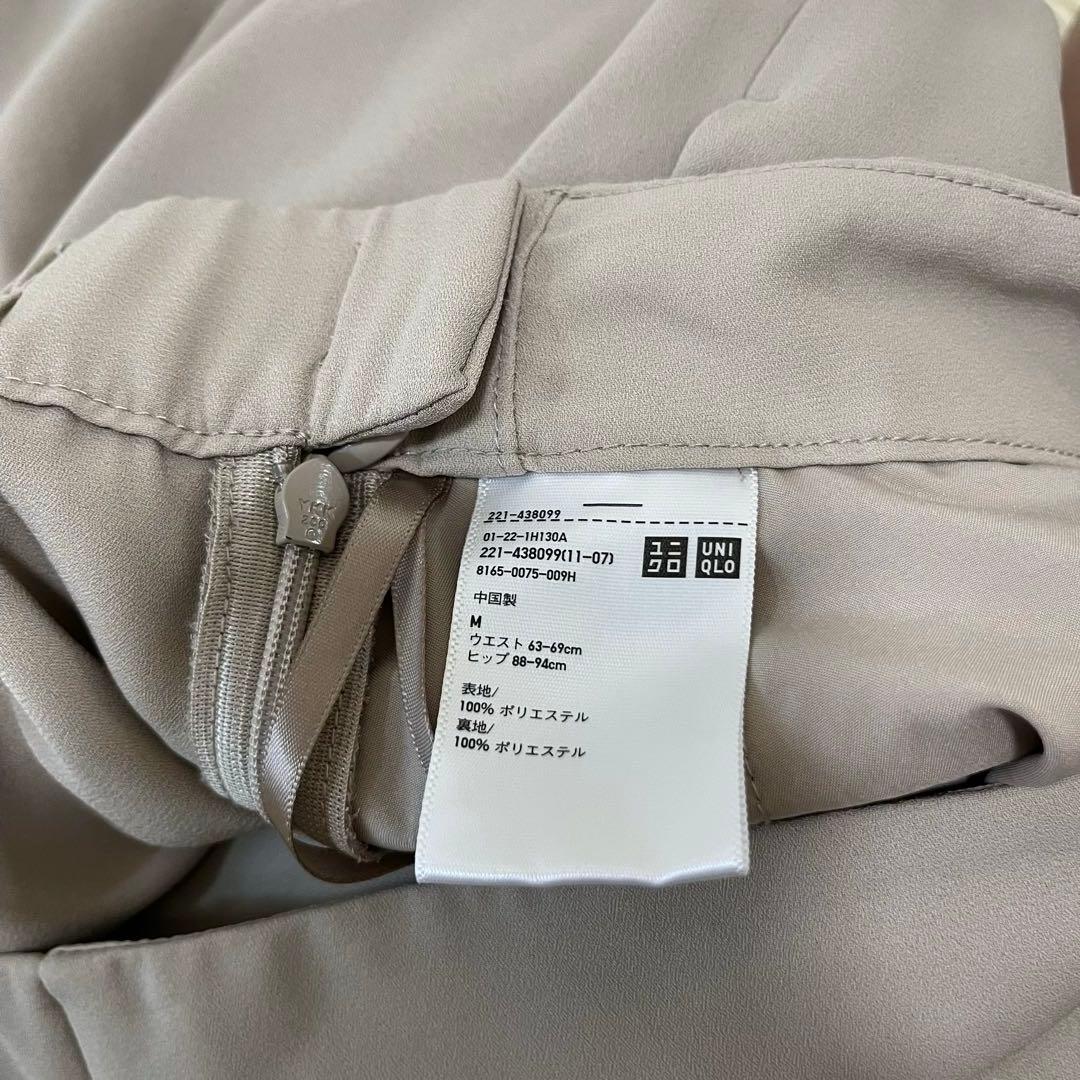 221-438099
01-22-1H130A
221-438099(11-07)
8165-0075-009H
ユニ
クロ
UNI
QLO
中国製
M
ウエスト 63-69cm
ヒップ 88-94cm
表地/
100% ポリエステル
裏地/
100% ポリエステル
YKK